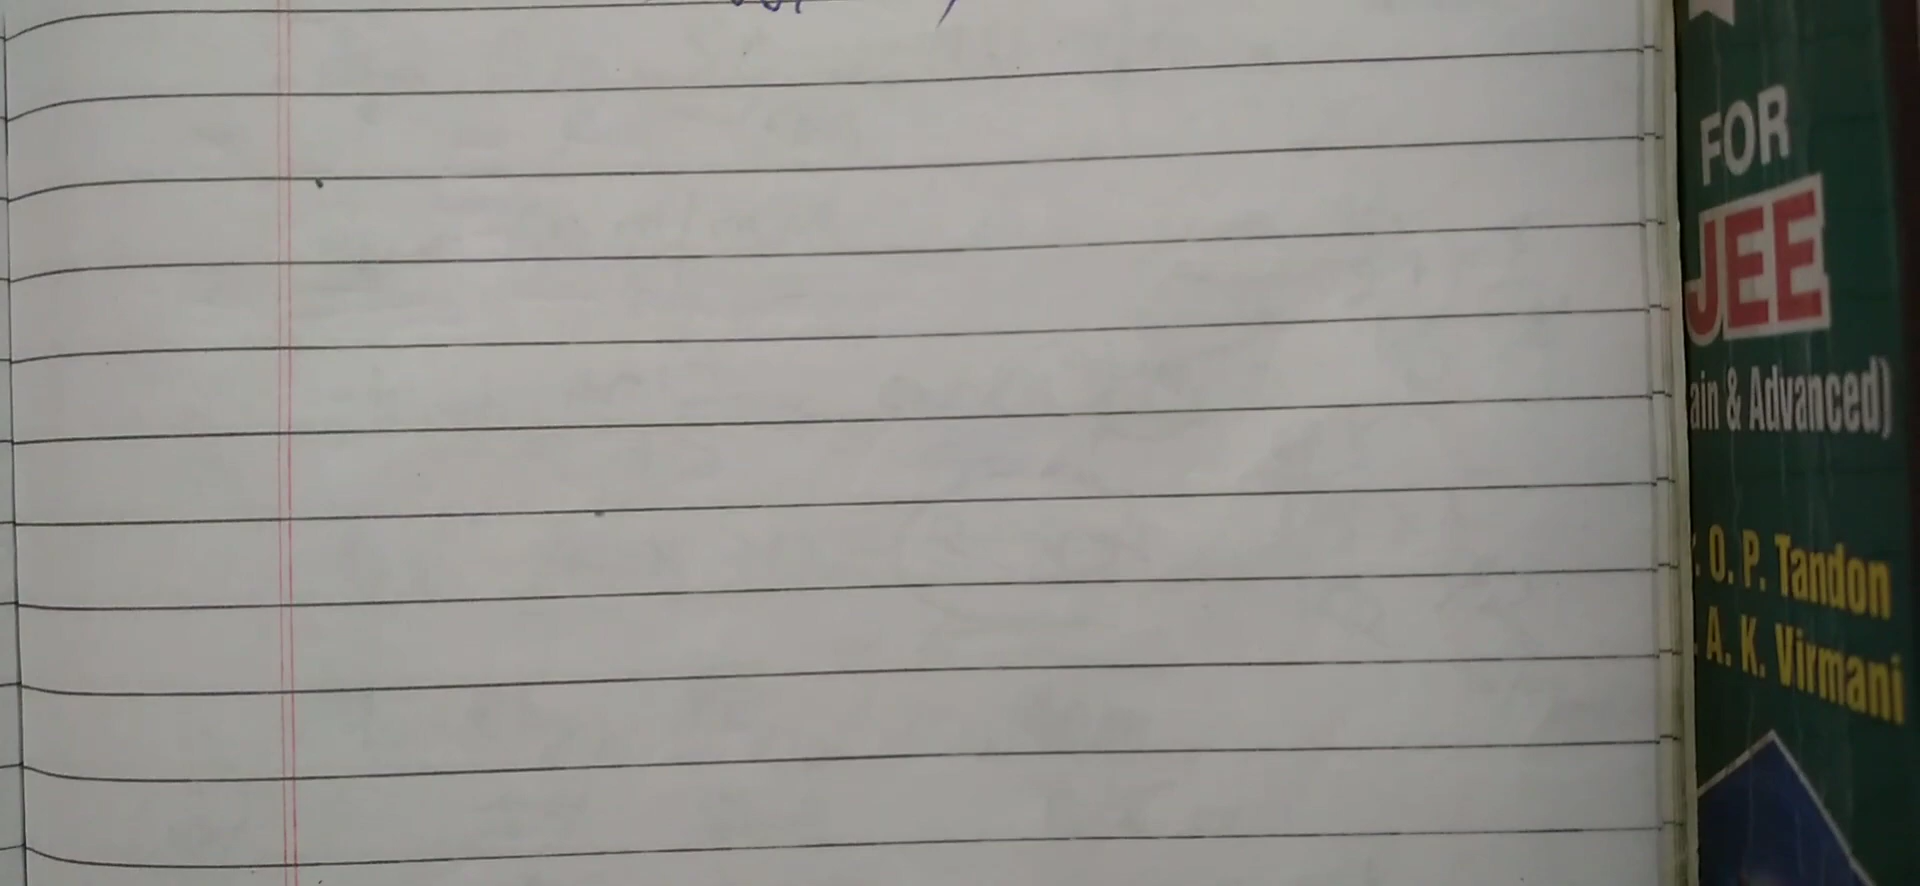 FOR
JEE
ain & Advanced)
. O. P. Tandon
. A. K. Virmani